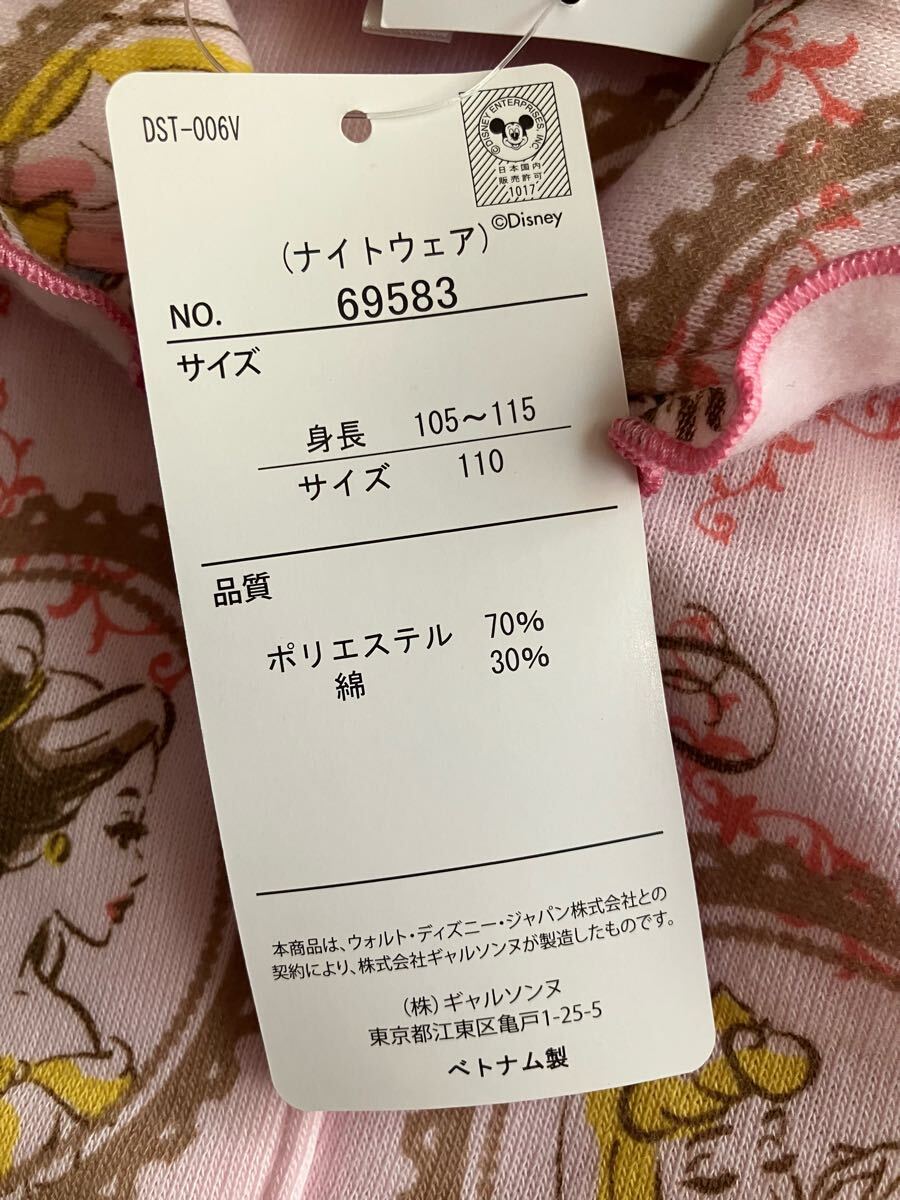 DST-006V
©DISNEY ENTERPRISES, INC.
日本国内
販売許可
1017
©Disney
(ナイトウェア)
NO. 69583
サイズ
身長 105～115
サイズ 110
品質
ポリエステル 70%
綿 30%
本商品は、ウォルト・ディズニー・ジャパン株式会社との
契約により、株式会社ギャルソンヌが製造したものです。
(株)ギャルソンヌ
東京都江東区亀戸1-25-5
ベトナム製